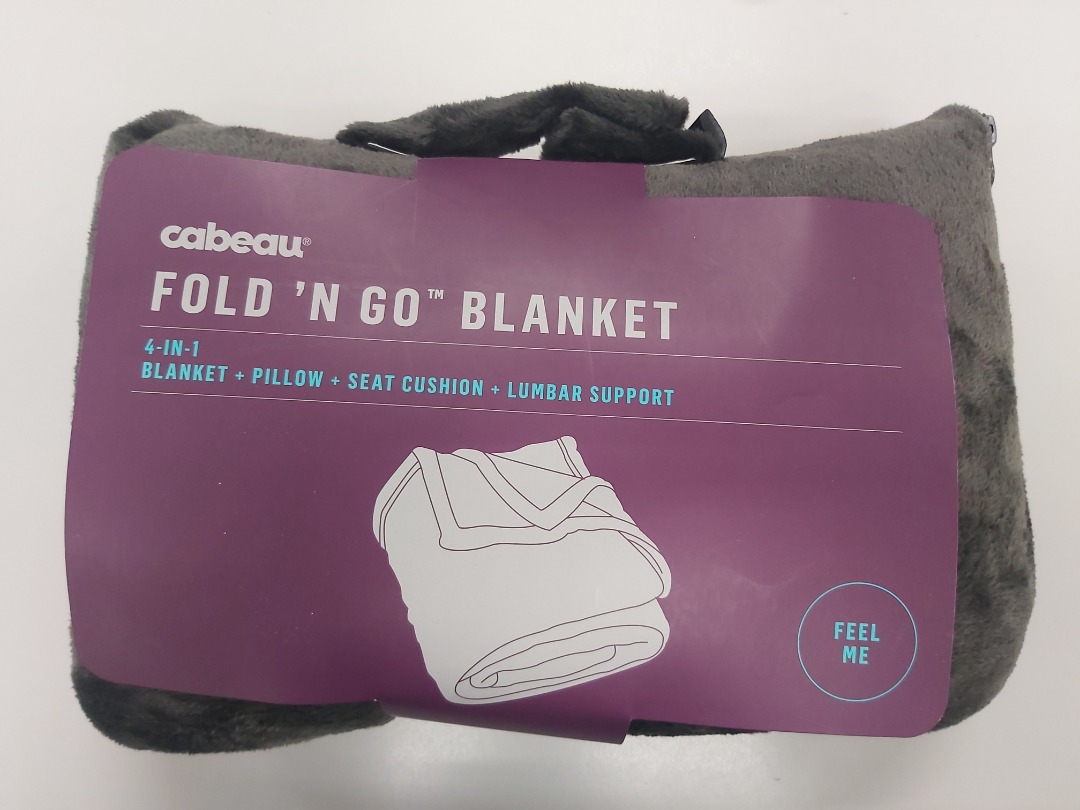 cabeau®
FOLD ’N GO™ BLANKET
4-IN-1
BLANKET + PILLOW + SEAT CUSHION + LUMBAR SUPPORT
FEEL
ME